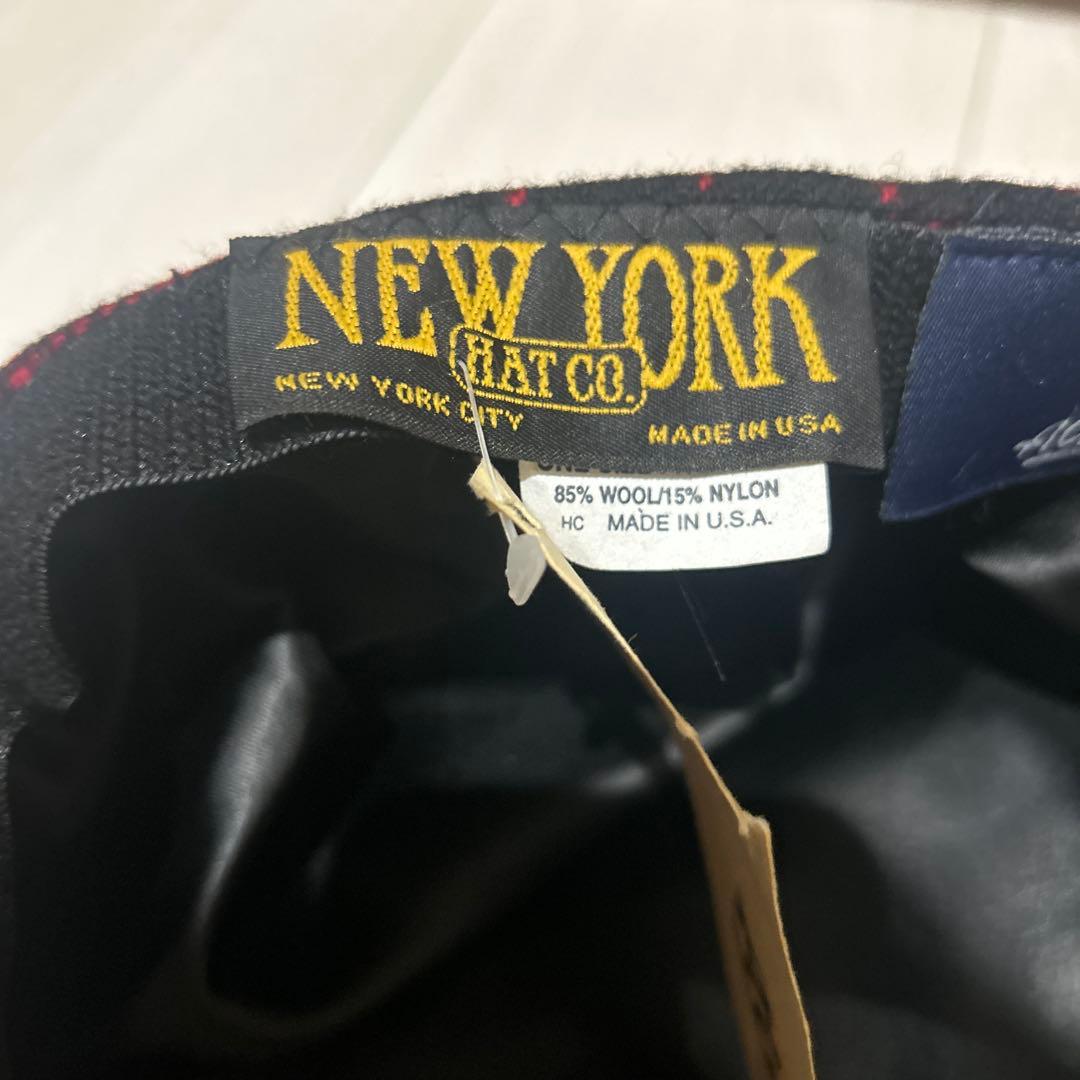 NEW YORK
HAT CO.
NEW YORK CITY
MADE IN USA
85% WOOL/15% NYLON
HC MADE IN U.S.A.